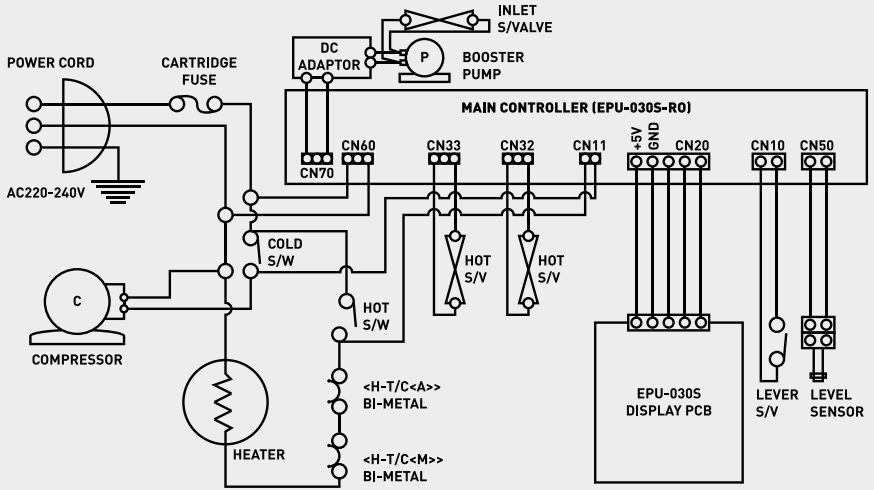 INLET
S/VALVE
DC
ADAPTOR
P
BOOSTER
PUMP
POWER CORD
CARTRIDGE
FUSE
AC220-240V
MAIN CONTROLLER (EPU-030S-RO)
CN70
CN60
CN33
CN32
CN11
+5V
GND
CN20
CN10
CN50
COLD
S/W
HOT
S/V
HOT
S/V
C
COMPRESSOR
HOT
S/W
HEATER
<H-T/C<A>>
BI-METAL
<H-T/C<M>>
BI-METAL
EPU-030S
DISPLAY PCB
LEVER
S/V
LEVEL
SENSOR